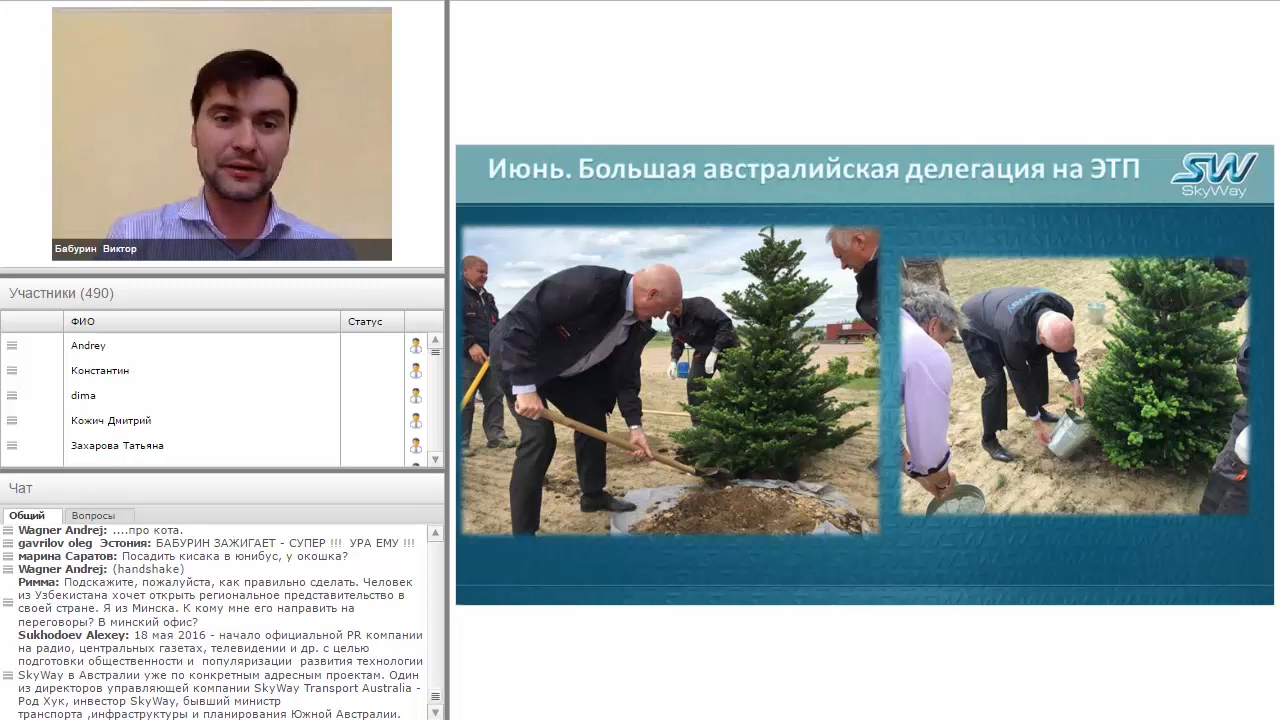 Бабурин Виктор
Участники (490)
ФИО Статус
Andrey
Константин
dima
Кожич Дмитрий
Захарова Татьяна
Чат
Общий Вопросы
Wagner Andrej: ....про кота.
gavrilov oleg Эстония: БАБУРИН ЗАЖИГАЕТ - СУПЕР !!! УРА ЕМУ !!!
марина Саратов: Посадить кисака в юнибус, у окошка?
Wagner Andrej: (handshake)
Римма: Подскажите, пожалуйста, как правильно сделать. Человек
из Узбекистана хочет открыть региональное представительство в
своей стране. Я из Минска. К кому мне его направить на
переговоры? В минский офис?
Sukhodoev Alexey: 18 мая 2016 - начало официальной PR компании
на радио, центральных газетах, телевидении и др. с целью
подготовки общественности и популяризации развития технологии
SkyWay в Австралии уже по конкретным адресным проектам. Один
из директоров управляющей компании SkyWay Transport Australia -
Род Хук, инвестор SkyWay, бывший министр
транспорта ,инфраструктуры и планирования Южной Австралии.
Июнь. Большая австралийская делегация на ЭТП
SW
SkyWay